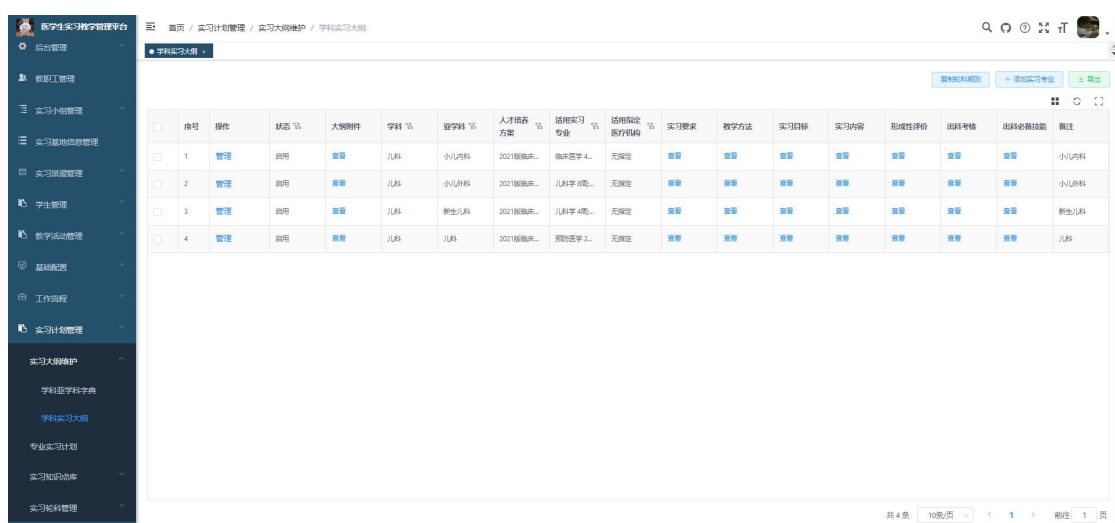 医学生实习教学管理平台
首页 / 实习计划管理 / 实习大纲维护 / 学科实习大纲
后台管理
教职工管理
实习小组管理
实习基地信息管理
实习派遣管理
学生管理
教学活动管理
基础配置
工作流程
实习计划管理
实习大纲维护
学科亚学科字典
学科实习大纲
专业实习计划
实习知识点库
实习轮科管理
学科实习大纲 ×
复制轮科规则 + 添加实习专业 导出
序号 操作 状态 大纲附件 学科 亚学科 人才培养方案 适用实习专业 适用指定医疗机构 实习要求 教学方法 实习目标 实习内容 形成性评价 出科考核 出科必备技能 备注
1 管理 启用 查看 儿科 小儿内科 2021版临床... 临床医学 4... 无指定 查看 查看 查看 查看 查看 查看 查看 小儿内科
2 管理 启用 查看 儿科 小儿外科 2021版临床... 儿科学 8周... 无指定 查看 查看 查看 查看 查看 查看 查看 小儿外科
3 管理 启用 查看 儿科 新生儿科 2021版临床... 儿科学 4周... 无指定 查看 查看 查看 查看 查看 查看 查看 新生儿科
4 管理 启用 查看 儿科 儿科 2021版临床... 预防医学 2... 无指定 查看 查看 查看 查看 查看 查看 查看 儿科
共 4 条 10条/页 < 1 > 前往 1 页